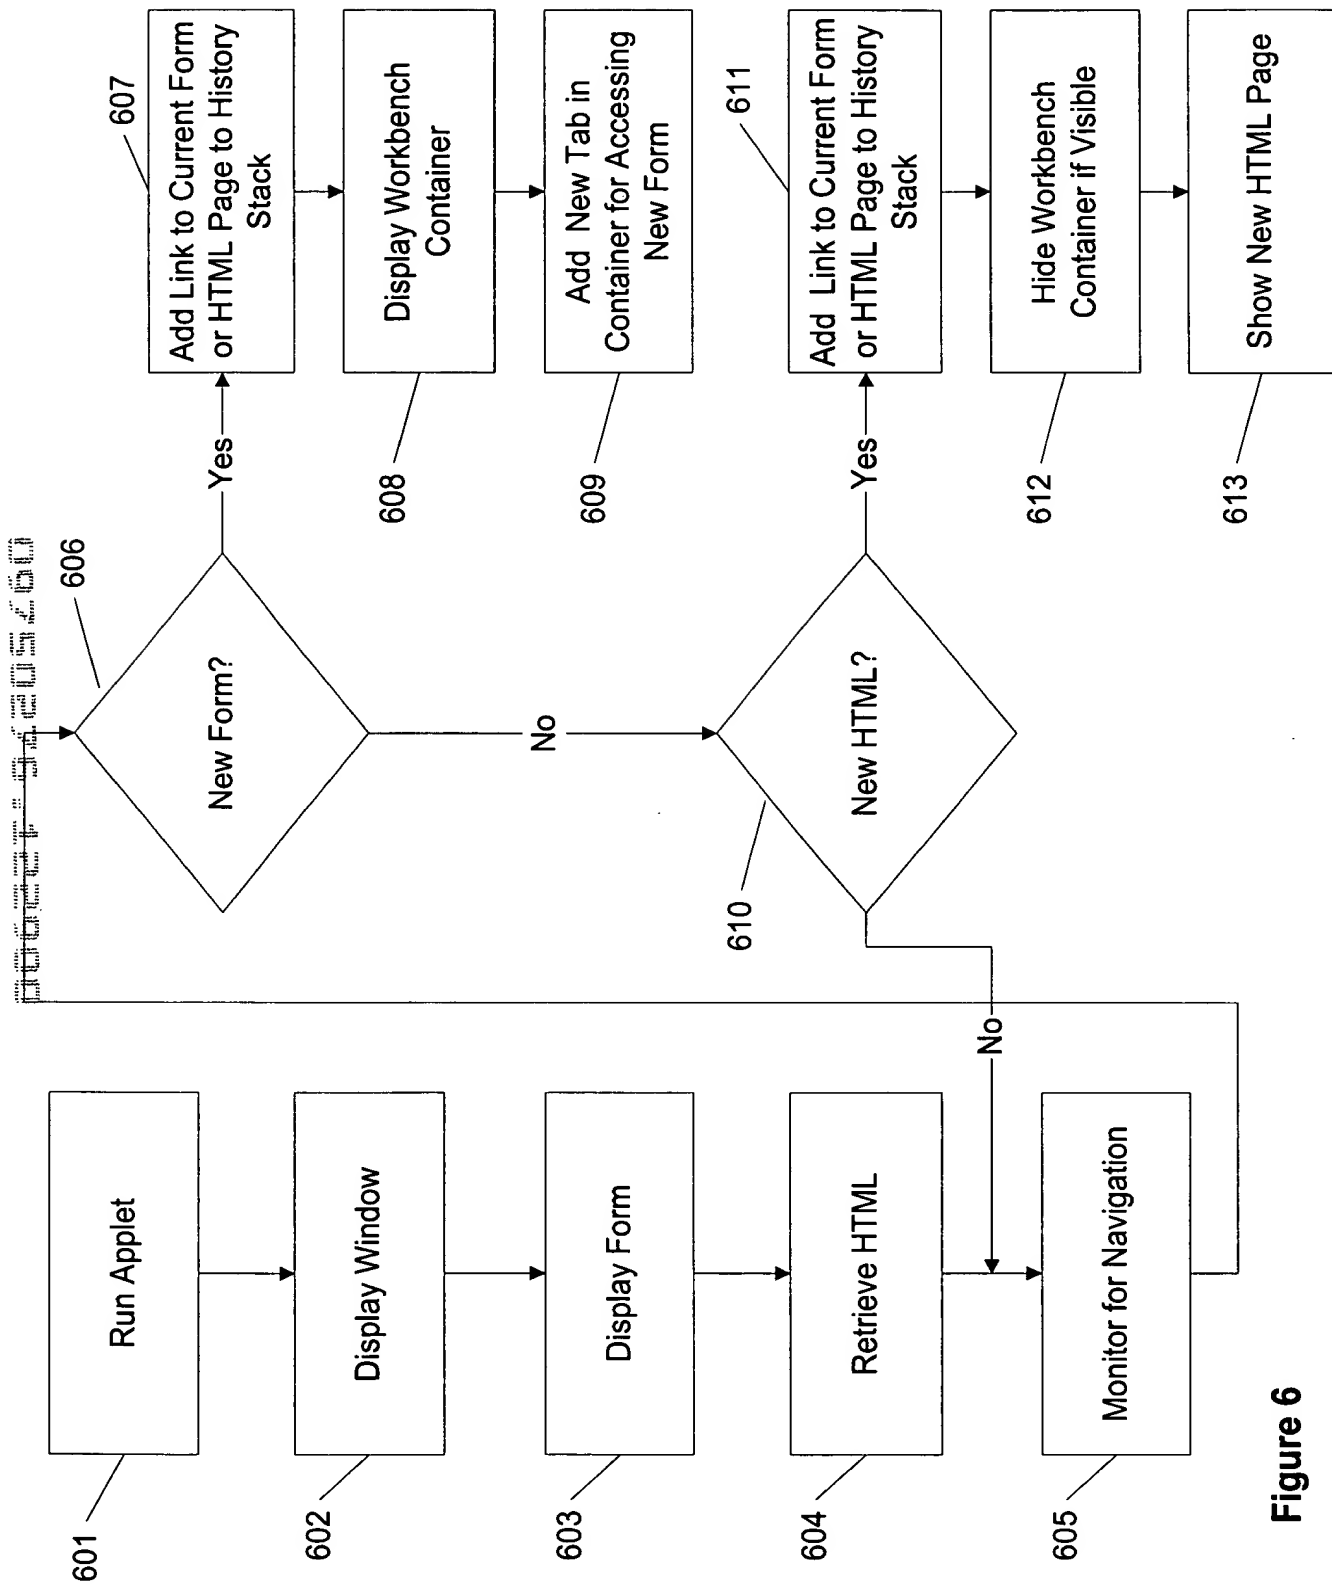 601
Run Applet
602
Display Window
603
Display Form
604
Retrieve HTML
605
Monitor for Navigation
606
New Form?
Yes
No
607
Add Link to Current Form
or HTML Page to History
Stack
608
Display Workbench
Container
609
Add New Tab in
Container for Accessing
New Form
610
New HTML?
Yes
No
611
Add Link to Current Form
or HTML Page to History
Stack
612
Hide Workbench
Container if Visible
613
Show New HTML Page
Figure 6